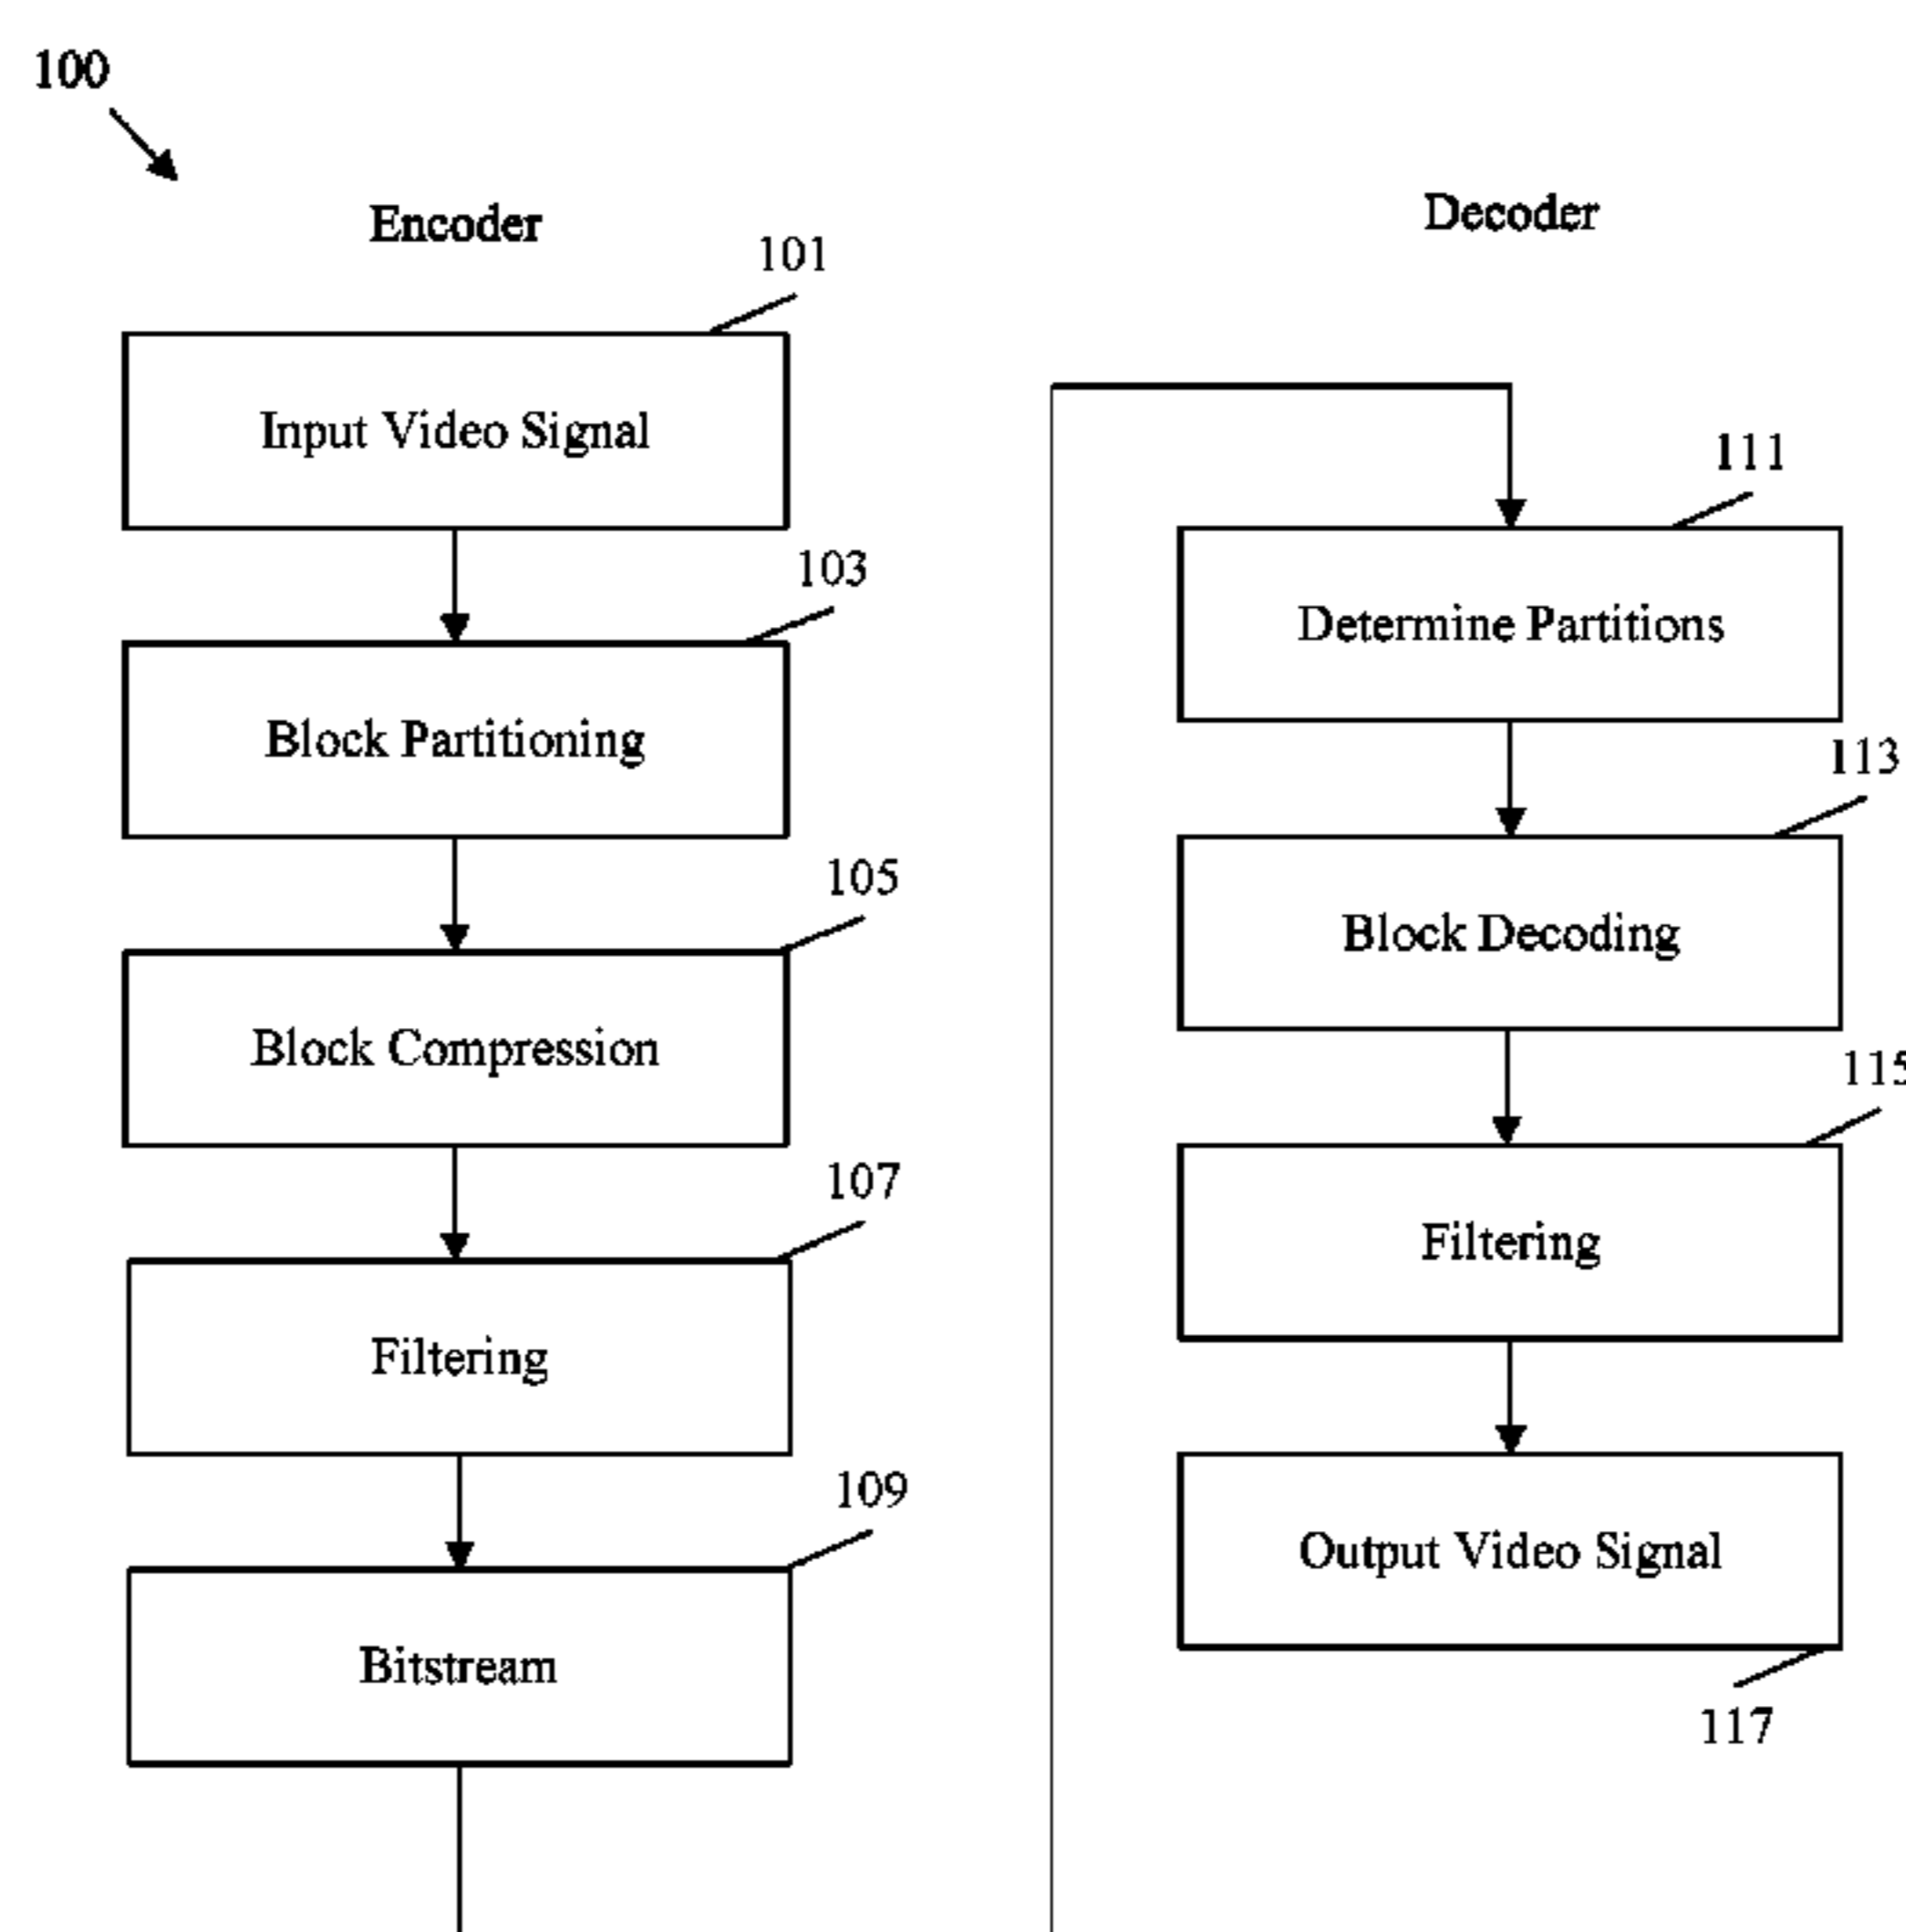 100
Encoder
101
Input Video Signal
103
Block Partitioning
105
Block Compression
107
Filtering
109
Bitstream
Decoder
111
Determine Partitions
113
Block Decoding
115
Filtering
Output Video Signal
117